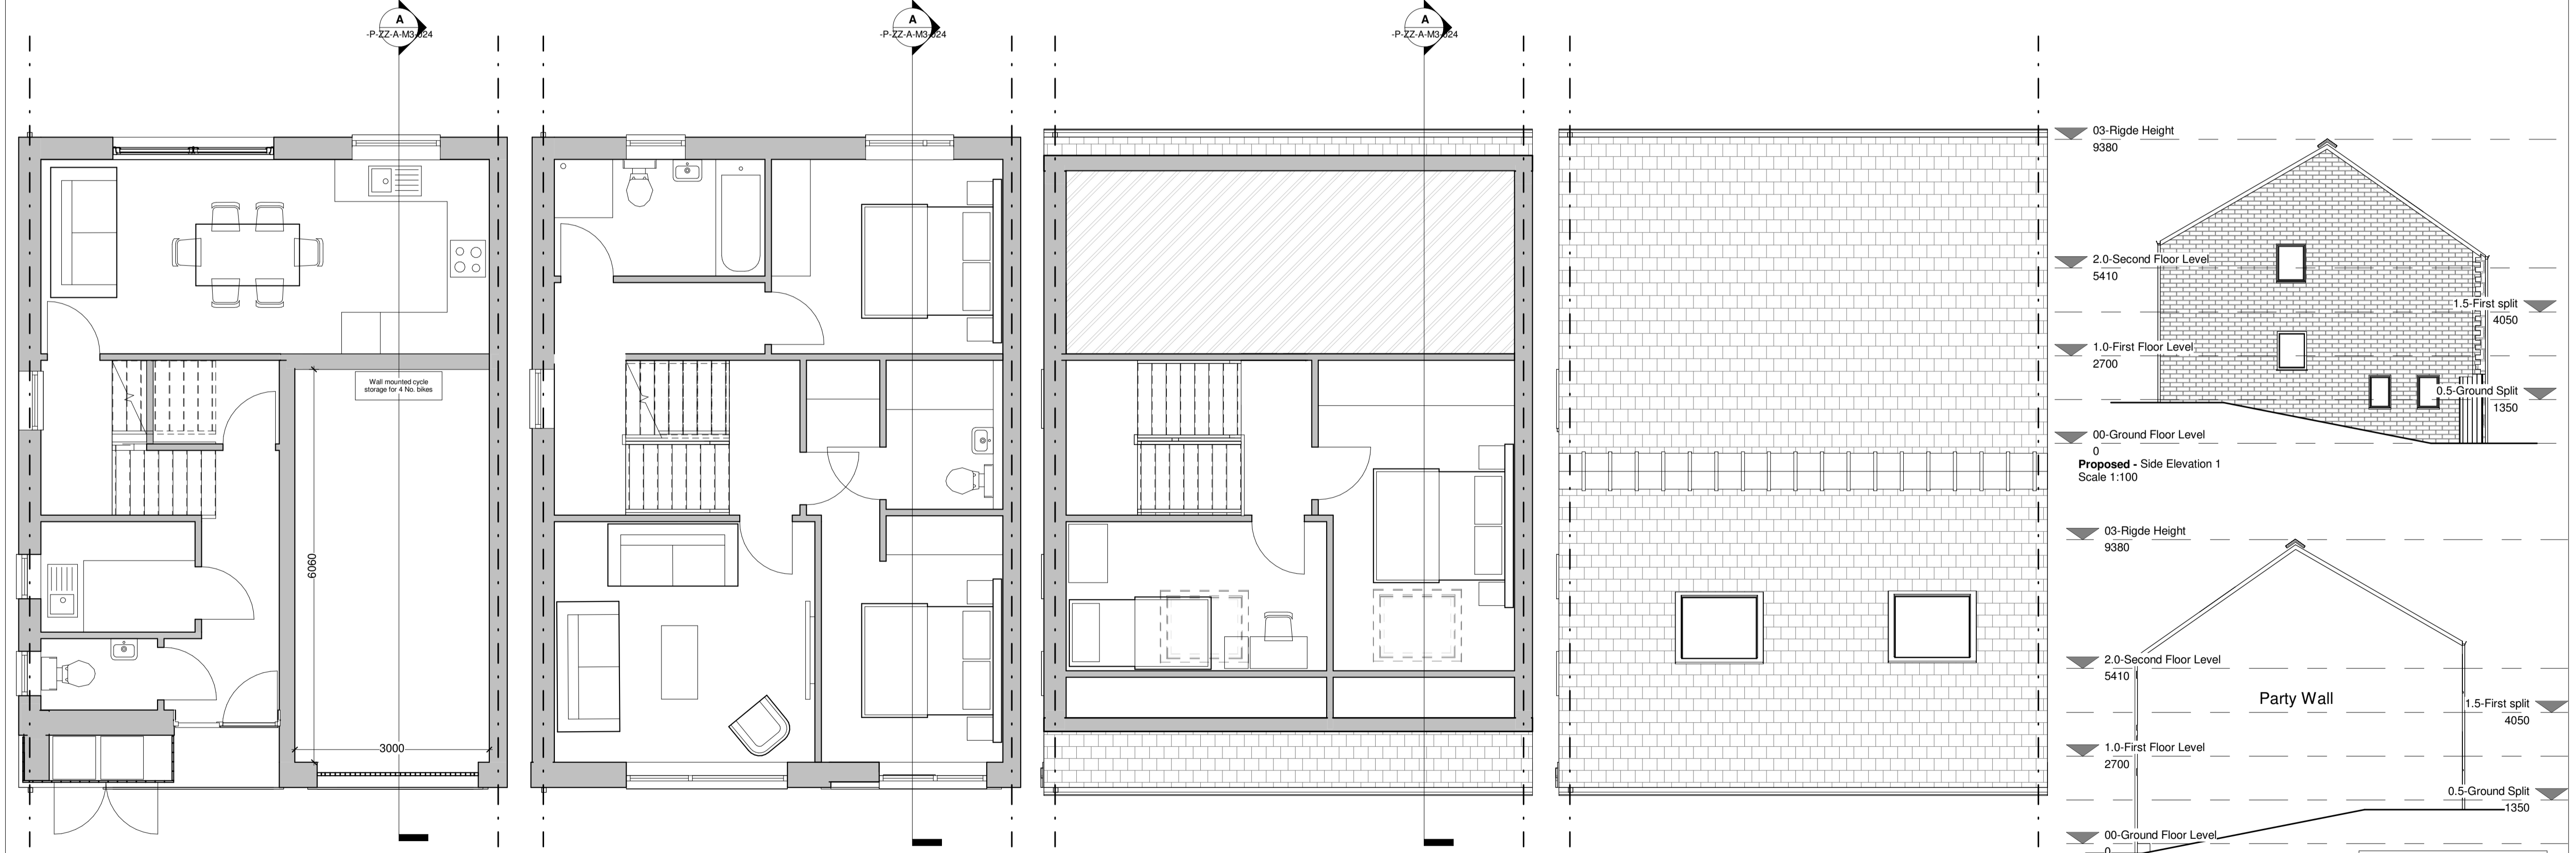 A
-P-ZZ-A-M3-024
A
-P-ZZ-A-M3-024
A
-P-ZZ-A-M3-024
Wall mounted cycle
storage for 4 No. bikes
6060
3000
03-Rigde Height
9380
2.0-Second Floor Level
5410
1.5-First split
4050
1.0-First Floor Level
2700
0.5-Ground Split
1350
00-Ground Floor Level
0
Proposed - Side Elevation 1
Scale 1:100
03-Rigde Height
9380
2.0-Second Floor Level
5410
Party Wall
1.5-First split
4050
1.0-First Floor Level
2700
0.5-Ground Split
1350
00-Ground Floor Level
0